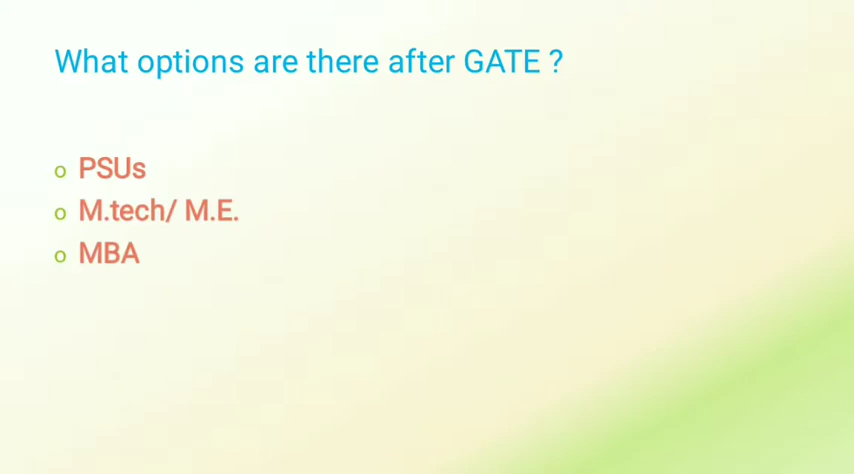 What options are there after GATE ?
o PSUs
o M.tech/ M.E.
o MBA